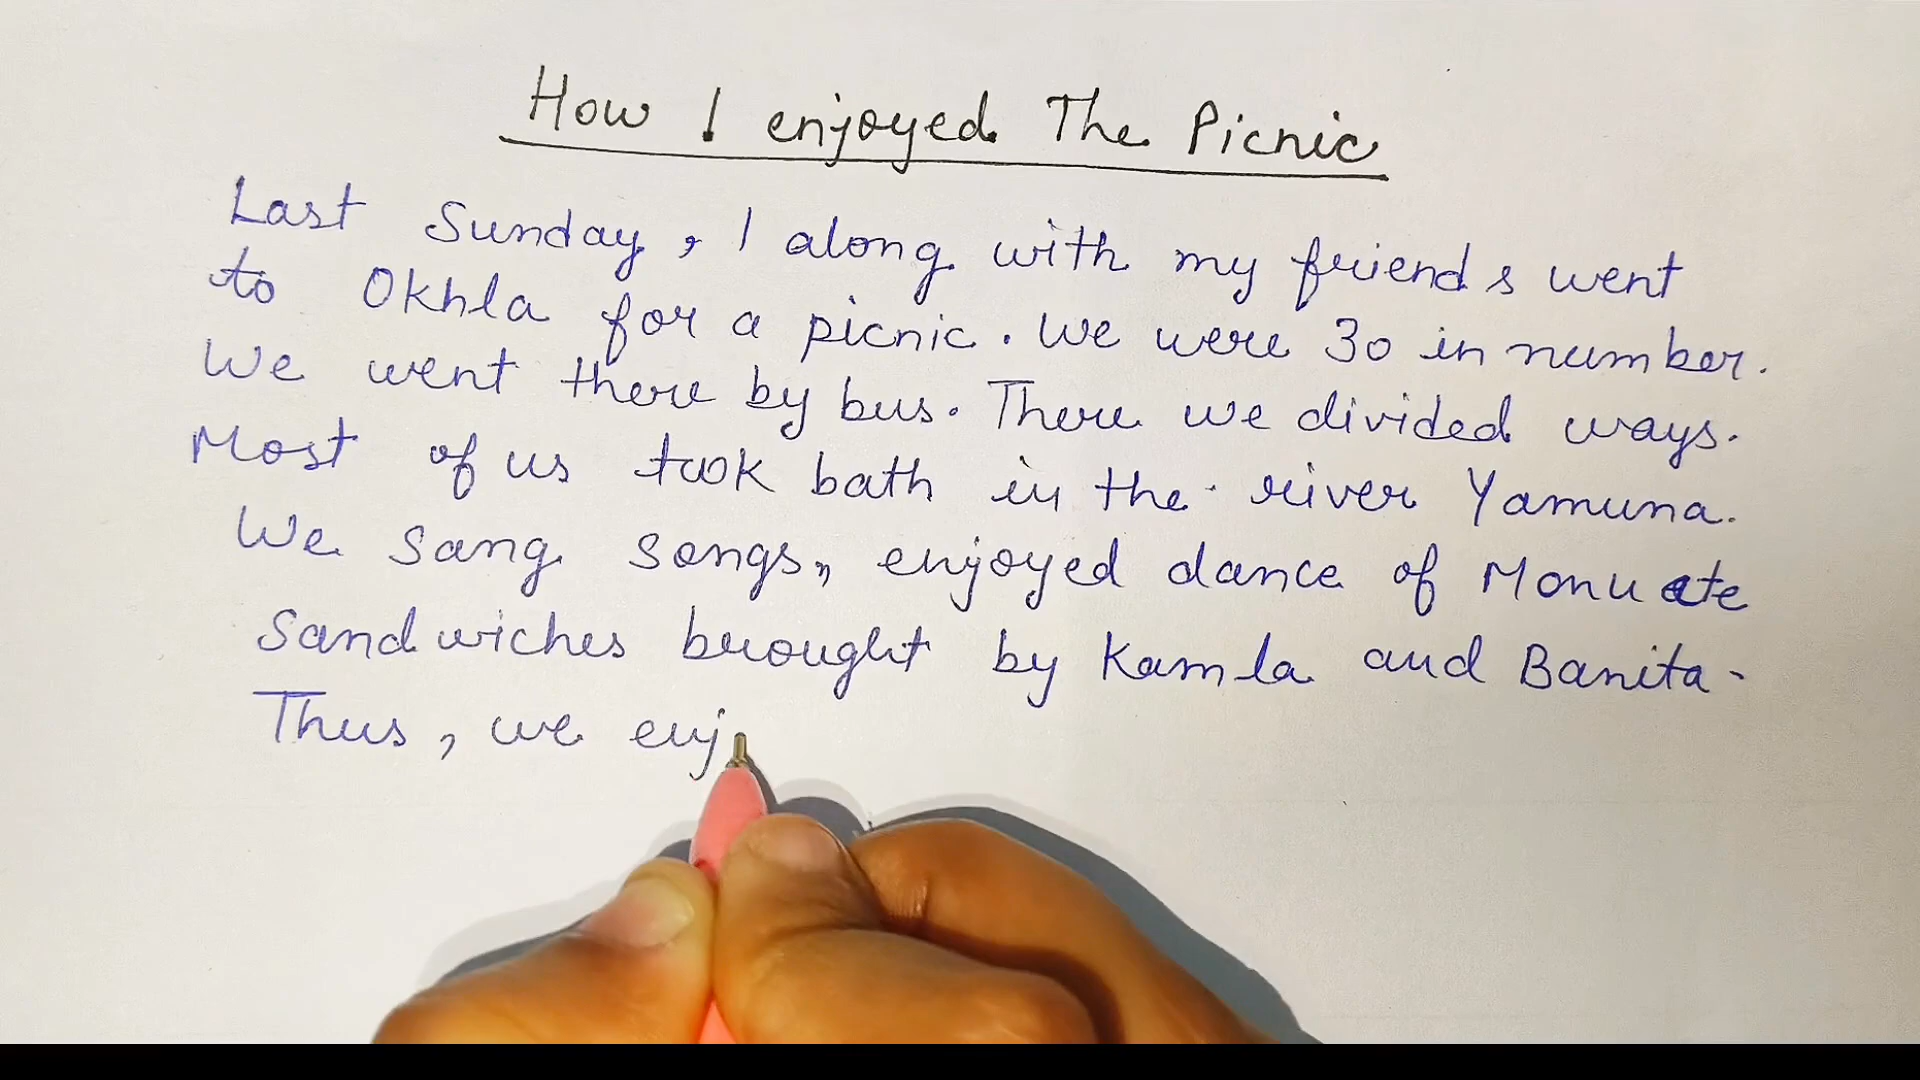 How I enjoyed The Picnic
Last Sunday, I along with my friends went
to Okhla for a picnic. We were 30 in number.
We went there by bus. There we divided ways.
Most of us took bath in the river Yamuna.
We sang songs, enjoyed dance of Monu ate
Sandwiches brought by Kamla and Banita.
Thus, we enj